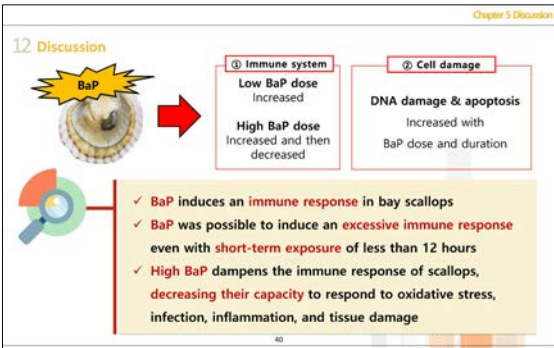 Chapter 5 Discussion
12 Discussion
BaP
① Immune system
Low BaP dose
Increased
High BaP dose
Increased and then
decreased
② Cell damage
DNA damage & apoptosis
Increased with
BaP dose and duration
✓ BaP induces an immune response in bay scallops
✓ BaP was possible to induce an excessive immune response
even with short-term exposure of less than 12 hours
✓ High BaP dampens the immune response of scallops,
decreasing their capacity to respond to oxidative stress,
infection, inflammation, and tissue damage
40